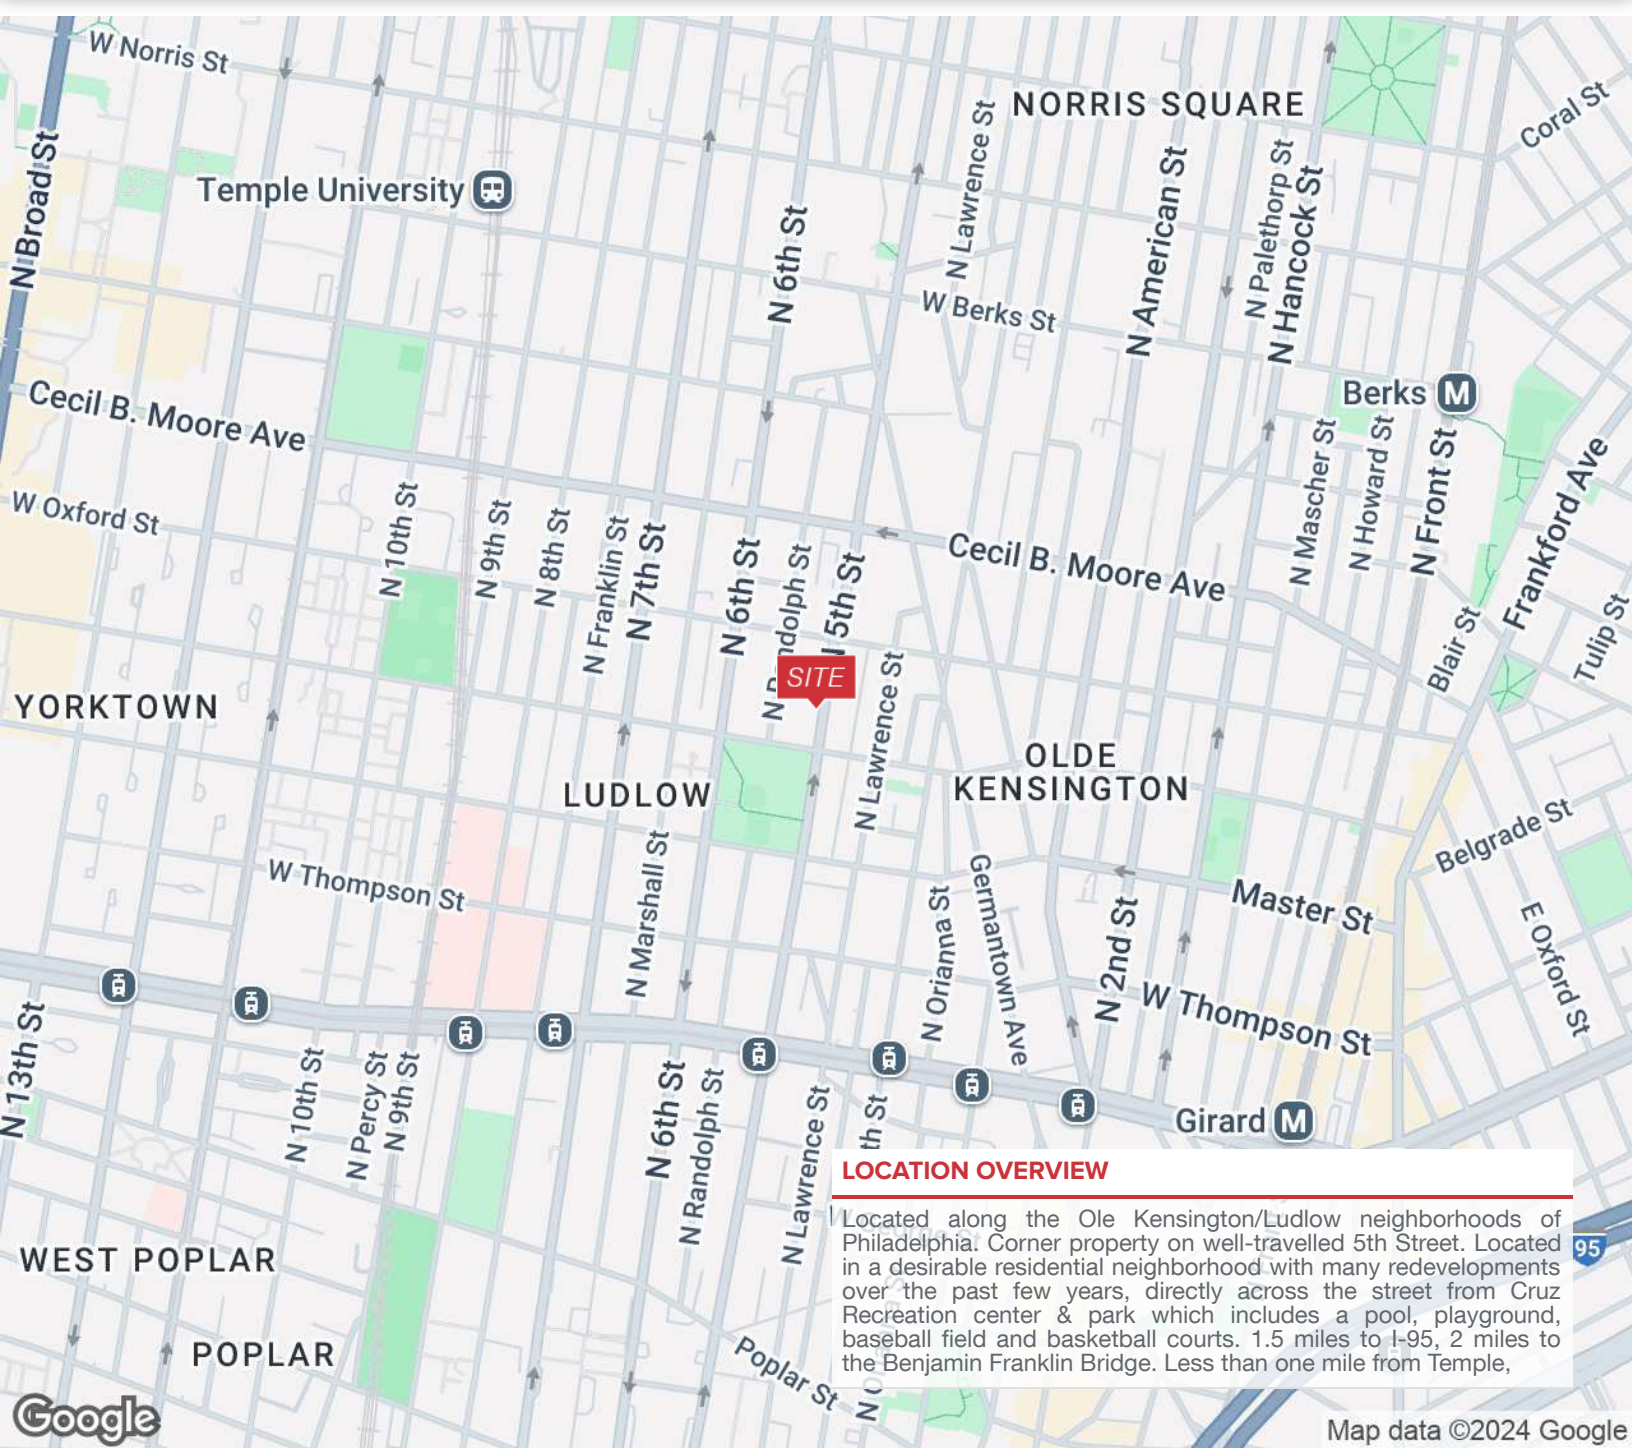 W Norris St
NORRIS SQUARE
Coral St
N Broad St
Temple University
N Lawrence St
N 6th St
N American St
N Palethorp St
N Hancock St
W Berks St
Berks M
Cecil B. Moore Ave
W Oxford St
N 10th St
N 9th St
N 8th St
N Franklin St
N 7th St
N 6th St
N 5th St
Cecil B. Moore Ave
N Mascher St
N Howard St
N Front St
Frankford Ave
Blair St
Tulip St
SITE
N Lawrence St
YORKTOWN
LUDLOW
OLDE
KENSINGTON
Belgrade St
W Thompson St
N Marshall St
N Orianna St
Germantown Ave
N 2nd St
Master St
W Thompson St
E Oxford St
N 13th St
N 10th St
N Percy St
N 9th St
N 6th St
N Randolph St
N Lawrence St
th St
Girard M
LOCATION OVERVIEW
Located along the Ole Kensington/Ludlow neighborhoods of
Philadelphia. Corner property on well-travelled 5th Street. Located
in a desirable residential neighborhood with many redevelopments
over the past few years, directly across the street from Cruz
Recreation center & park which includes a pool, playground,
baseball field and basketball courts. 1.5 miles to I-95, 2 miles to
the Benjamin Franklin Bridge. Less than one mile from Temple,
95
WEST POPLAR
POPLAR
Poplar St
Google
Map data ©2024 Google